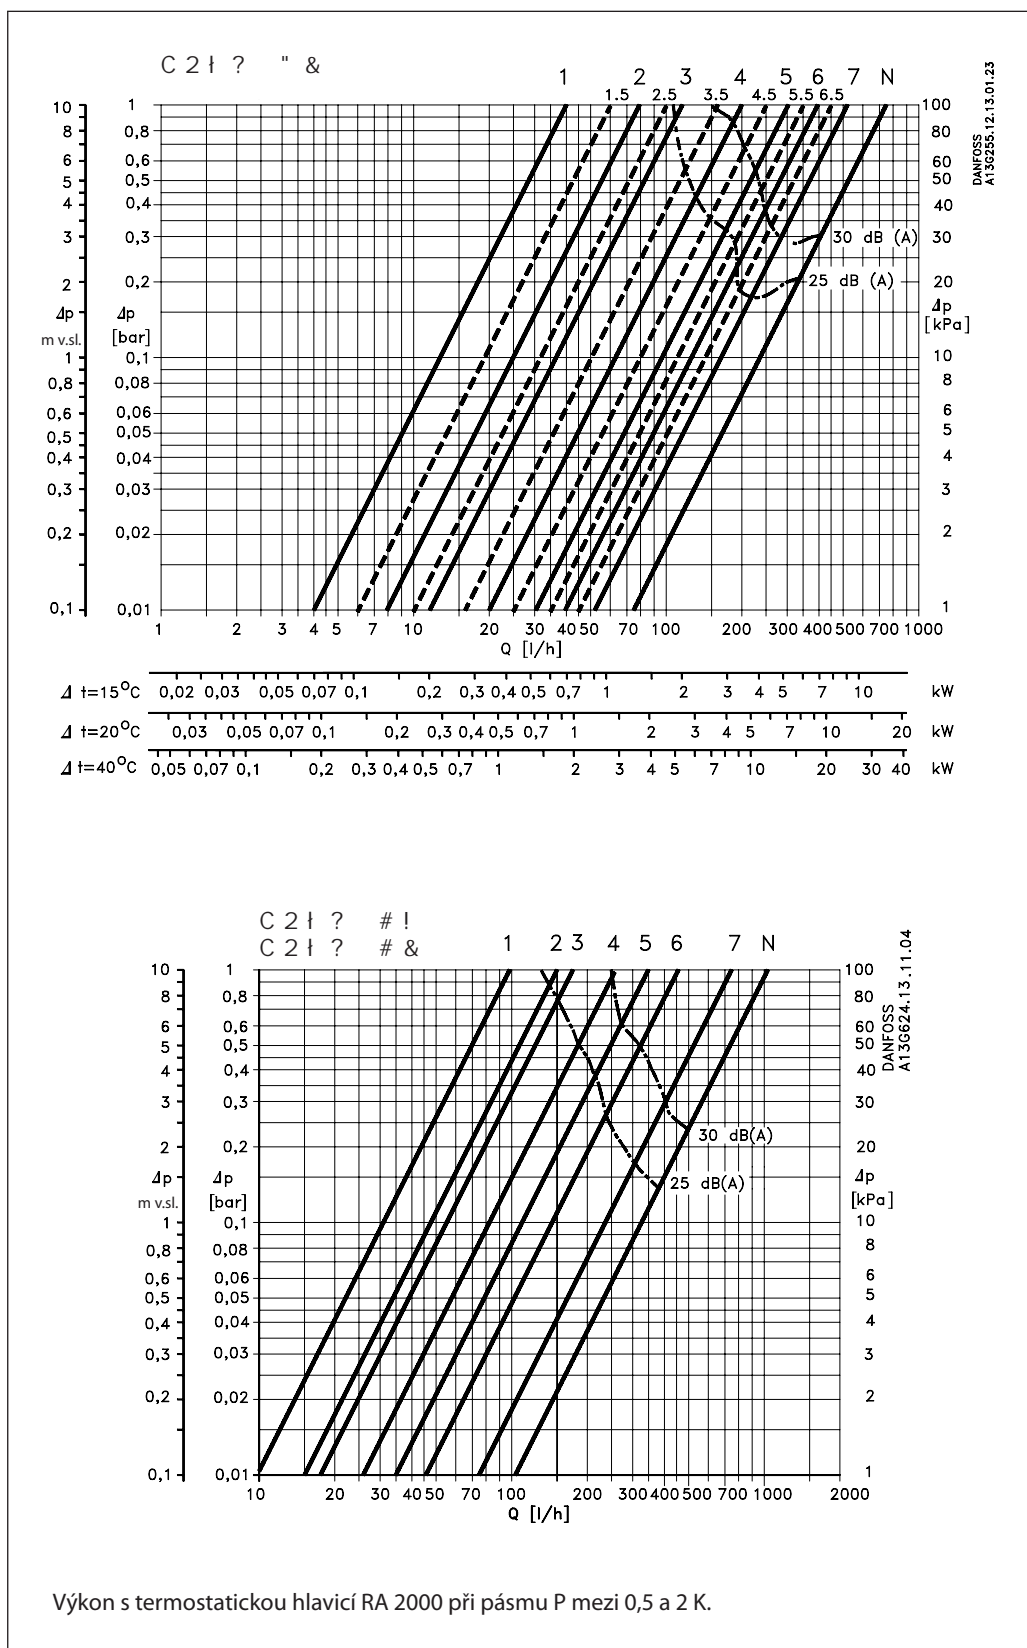 C 2 ł ? " &
1 2 3 4 5 6 7 N
1.5 2.5 3.5 4.5 5.5 6.5
10 1 100
8 0,8 80
6 0,6 60
5 0,5 50
4 0,4 40
3 0,3 30
30 dB (A)
2 0,2 20
25 dB (A)
Δp Δp Δp
m v.sl. [bar] [kPa]
1 0,1 10
0,8 0,08 8
0,6 0,06 6
0,5 0,05 5
0,4 0,04 4
0,3 0,03 3
0,2 0,02 2
0,1 0,01 1
1 2 3 4 5 7 10 20 30 40 50 70 100 200 300 400 500 700 1000
Q [l/h]
DANFOSS
A13G255.12.13.01.23
Δ t=15°C 0,02 0,03 0,05 0,07 0,1 0,2 0,3 0,4 0,5 0,7 1 2 3 4 5 7 10 kW
Δ t=20°C 0,03 0,05 0,07 0,1 0,2 0,3 0,4 0,5 0,7 1 2 3 4 5 7 10 20 kW
Δ t=40°C 0,05 0,07 0,1 0,2 0,3 0,4 0,5 0,7 1 2 3 4 5 7 10 20 30 40 kW
C 2 ł ? # !
C 2 ł ? # &
1 2 3 4 5 6 7 N
10 1 100
8 0,8 80
6 0,6 60
5 0,5 50
4 0,4 40
3 0,3 30
30 dB(A)
2 0,2 20
25 dB(A)
Δp Δp Δp
m v.sl. [bar] [kPa]
1 0,1 10
0,8 0,08 8
0,6 0,06 6
0,5 0,05 5
0,4 0,04 4
0,3 0,03 3
0,2 0,02 2
0,1 0,01 1
10 20 30 40 50 70 100 200 300 400 500 700 1000 2000
Q [l/h]
DANFOSS
A13G624.13.11.04
Výkon s termostatickou hlavicí RA 2000 při pásmu P mezi 0,5 a 2 K.